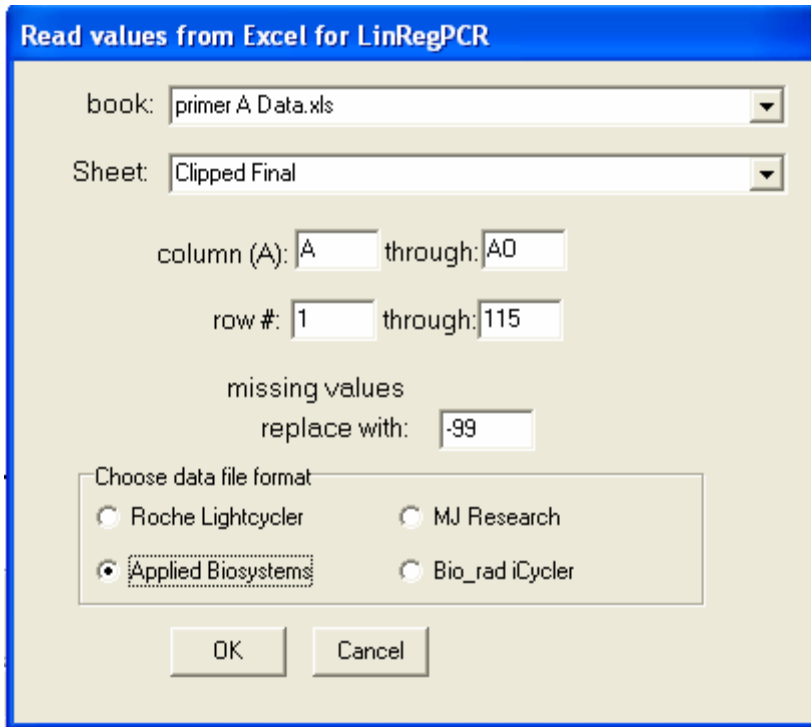 Read values from Excel for LinRegPCR
book: primer A Data.xls
Sheet: Clipped Final
column (A): A through: AO
row #: 1 through: 115
missing values
replace with: -99
Choose data file format
Roche Lightcycler MJ Research
Applied Biosystems Bio_rad iCycler
OK Cancel